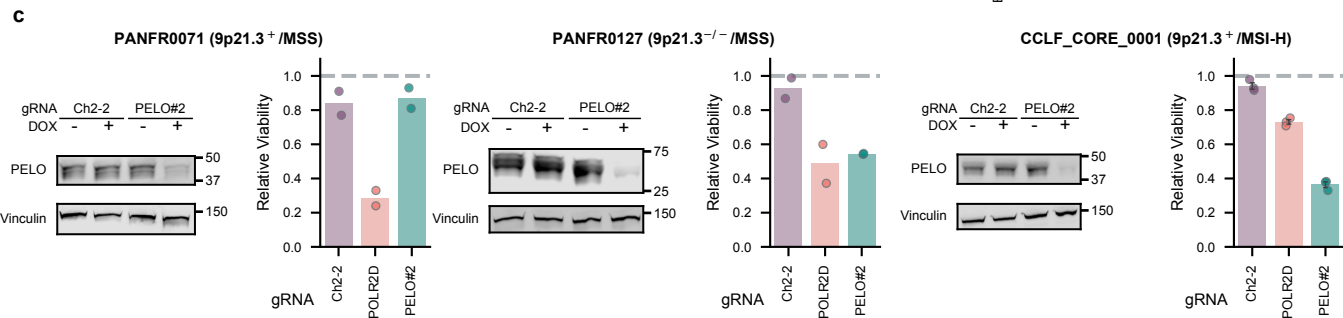 c
PANFR0071 (9p21.3⁺/MSS)
gRNA Ch2-2 PELO#2
DOX - + - +
PELO
50
37
Vinculin
150
Relative Viability
1.0
0.8
0.6
0.4
0.2
0.0
gRNA
Ch2-2
POLR2D
PELO#2
PANFR0127 (9p21.3⁻/⁻/MSS)
gRNA Ch2-2 PELO#2
DOX - + - +
PELO
75
25
Vinculin
150
Relative Viability
1.0
0.8
0.6
0.4
0.2
0.0
gRNA
Ch2-2
POLR2D
PELO#2
CCLF_CORE_0001 (9p21.3⁺/MSI-H)
gRNA Ch2-2 PELO#2
DOX - + - +
PELO
50
37
Vinculin
150
Relative Viability
1.0
0.8
0.6
0.4
0.2
0.0
gRNA
Ch2-2
POLR2D
PELO#2